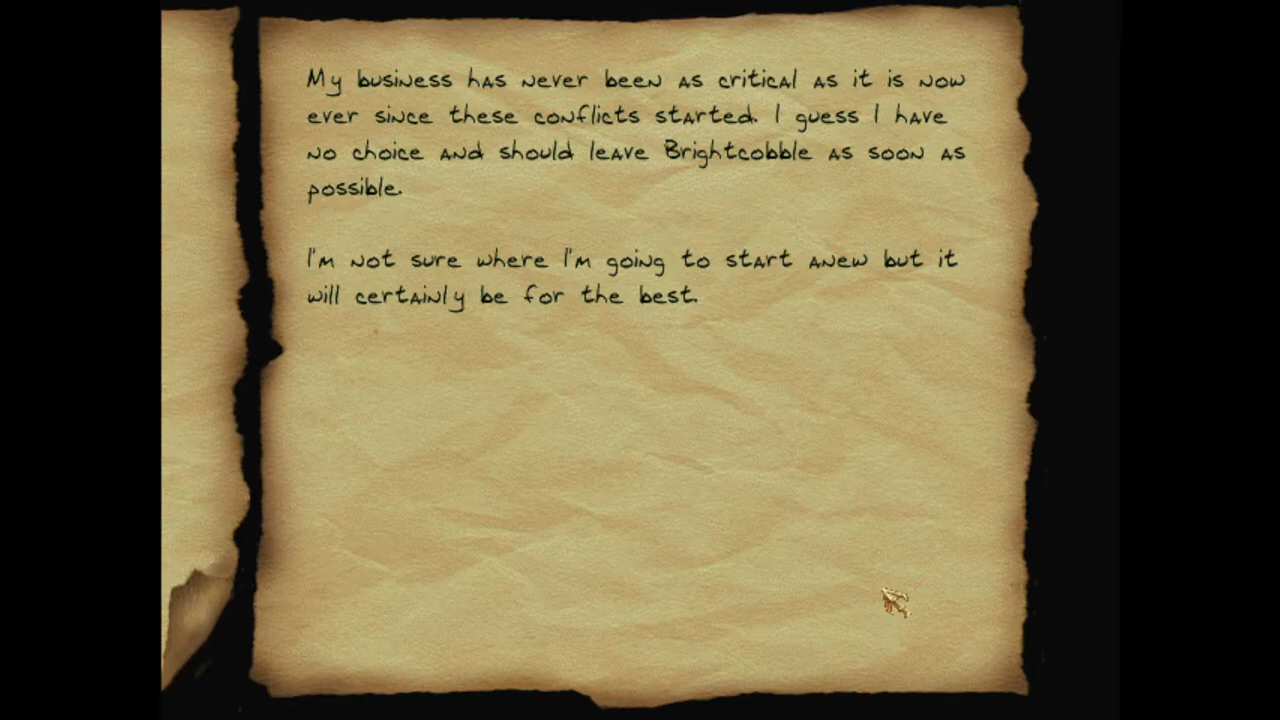 My business has never been as critical as it is now
ever since these conflicts started. I guess I have
no choice and should leave Brightcobble as soon as
possible.
I'm not sure where I'm going to start anew but it
will certainly be for the best.